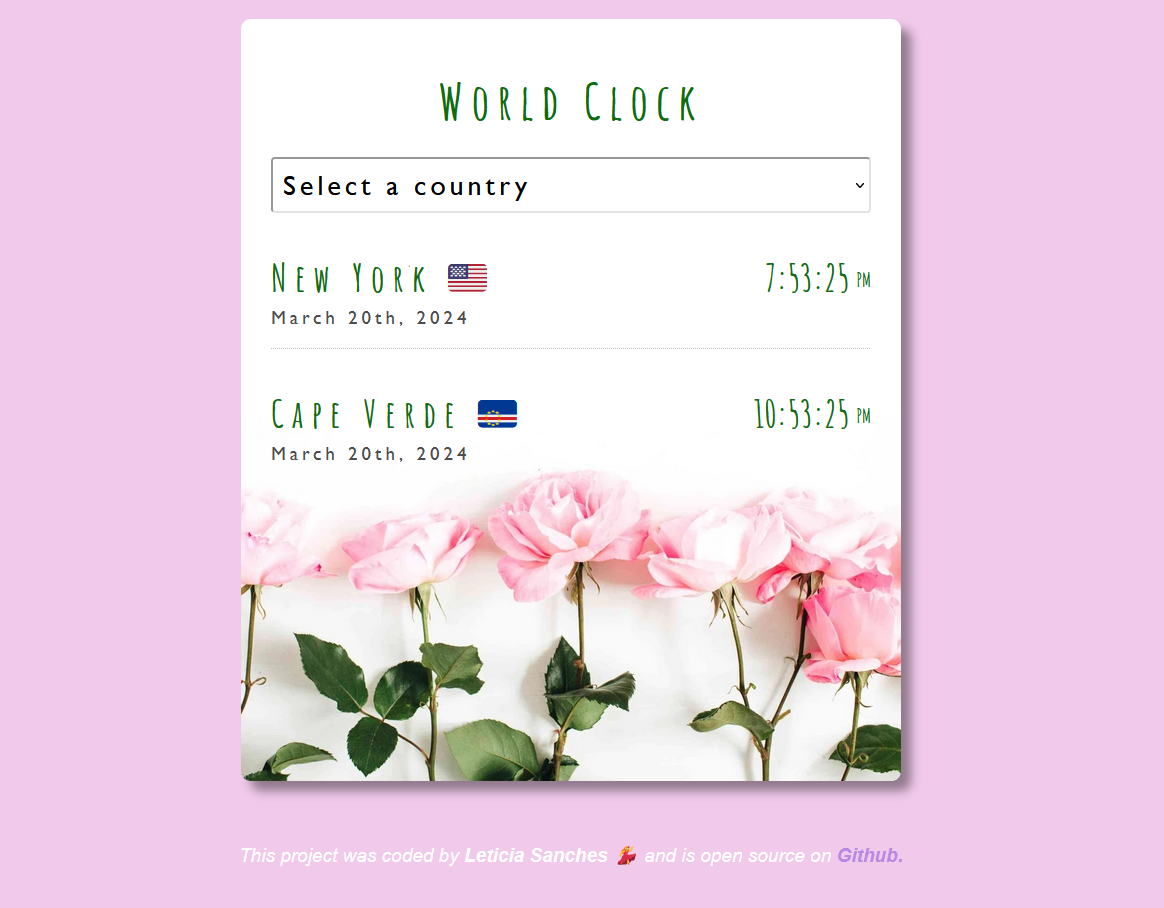 World Clock
Select a country
New York
7:53:25 PM
March 20th, 2024
Cape Verde
10:53:25 PM
March 20th, 2024
This project was coded by Leticia Sanches 💃 and is open source on Github.